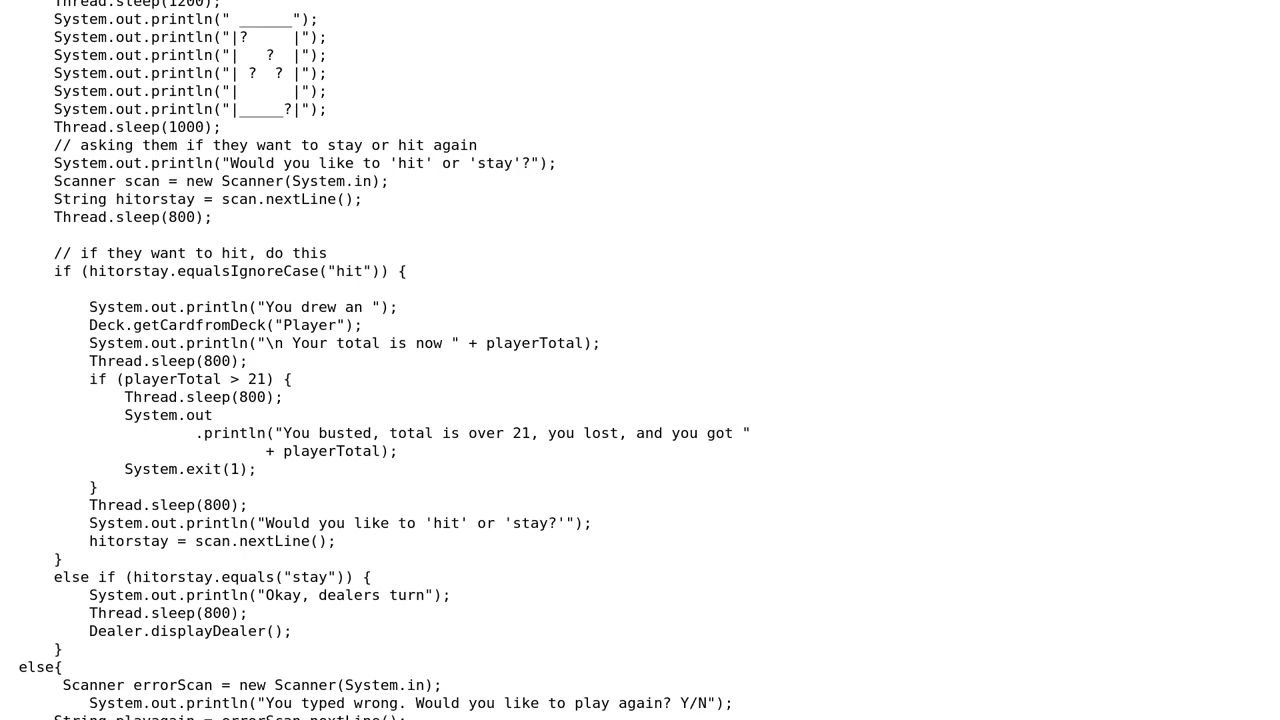 Thread.sleep(1200);
System.out.println(" ______");
System.out.println("|?     |");
System.out.println("|   ?  |");
System.out.println("| ?  ? |");
System.out.println("|      |");
System.out.println("|_____?|");
Thread.sleep(1000);
// asking them if they want to stay or hit again
System.out.println("Would you like to 'hit' or 'stay'?");
Scanner scan = new Scanner(System.in);
String hitorstay = scan.nextLine();
Thread.sleep(800);
// if they want to hit, do this
if (hitorstay.equalsIgnoreCase("hit")) {
System.out.println("You drew an ");
Deck.getCardfromDeck("Player");
System.out.println("\n Your total is now " + playerTotal);
Thread.sleep(800);
if (playerTotal > 21) {
Thread.sleep(800);
System.out
.println("You busted, total is over 21, you lost, and you got "
+ playerTotal);
System.exit(1);
}
Thread.sleep(800);
System.out.println("Would you like to 'hit' or 'stay?'");
hitorstay = scan.nextLine();
}
else if (hitorstay.equals("stay")) {
System.out.println("Okay, dealers turn");
Thread.sleep(800);
Dealer.displayDealer();
}
else{
Scanner errorScan = new Scanner(System.in);
System.out.println("You typed wrong. Would you like to play again? Y/N");
String playagain = errorScan.nextLine();